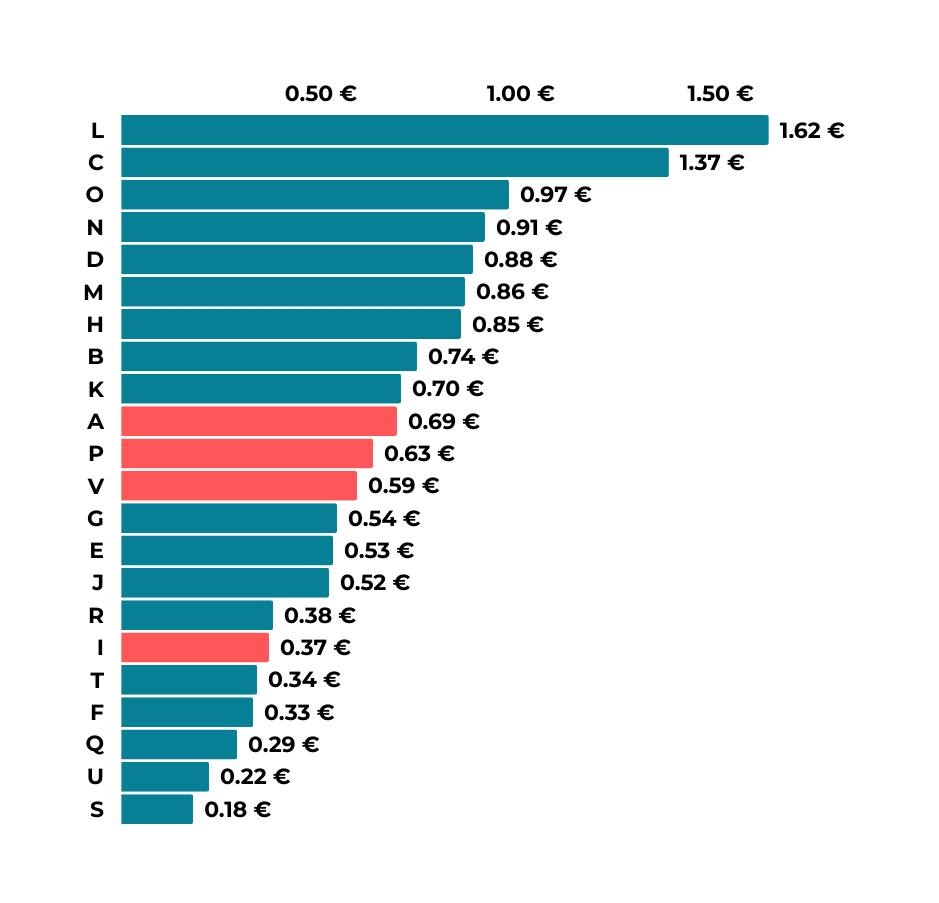 0.50 € 1.00 € 1.50 €
L 1.62 €
C 1.37 €
O 0.97 €
N 0.91 €
D 0.88 €
M 0.86 €
H 0.85 €
B 0.74 €
K 0.70 €
A 0.69 €
P 0.63 €
V 0.59 €
G 0.54 €
E 0.53 €
J 0.52 €
R 0.38 €
I 0.37 €
T 0.34 €
F 0.33 €
Q 0.29 €
U 0.22 €
S 0.18 €